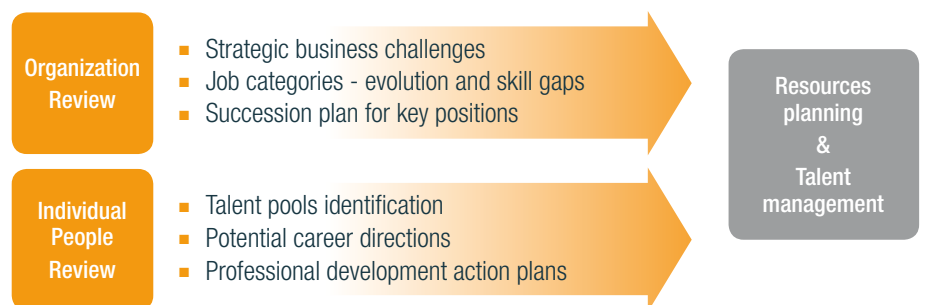 Organization
Review
Strategic business challenges
Job categories - evolution and skill gaps
Succession plan for key positions
Individual
People
Review
Talent pools identification
Potential career directions
Professional development action plans
Resources
planning
&
Talent
management